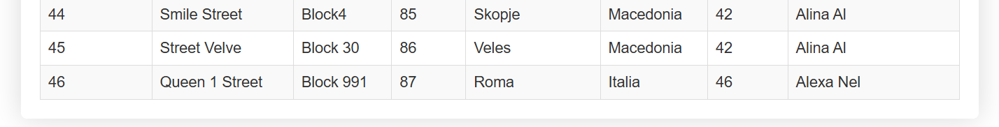 44 Smile Street Block4 85 Skopje Macedonia 42 Alina Al
45 Street Velve Block 30 86 Veles Macedonia 42 Alina Al
46 Queen 1 Street Block 991 87 Roma Italia 46 Alexa Nel